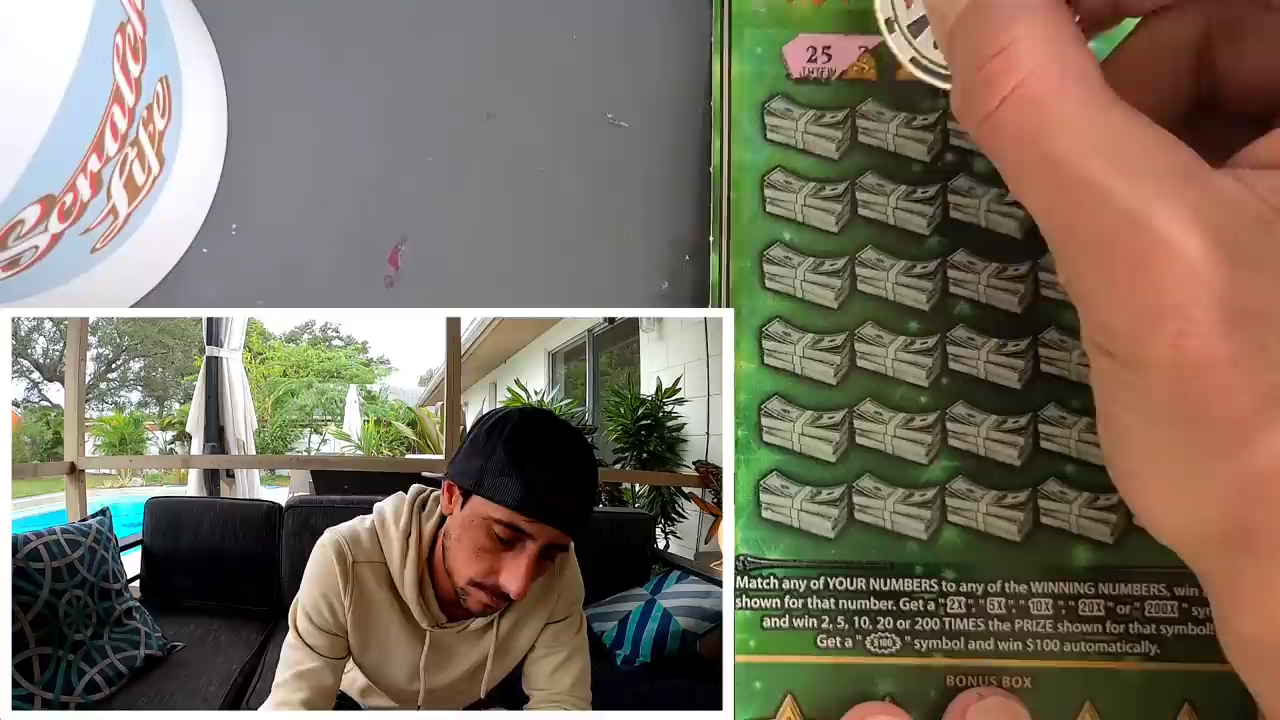 Scratch
Life
25
Match any of YOUR NUMBERS to any of the WINNING NUMBERS, win
shown for that number. Get a "2X", "5X", "10X", "20X" or "200X"
and win 2, 5, 10, 20 or 200 TIMES the PRIZE shown for that symbol!
Get a "$100" symbol and win $100 automatically.
BONUS BOX